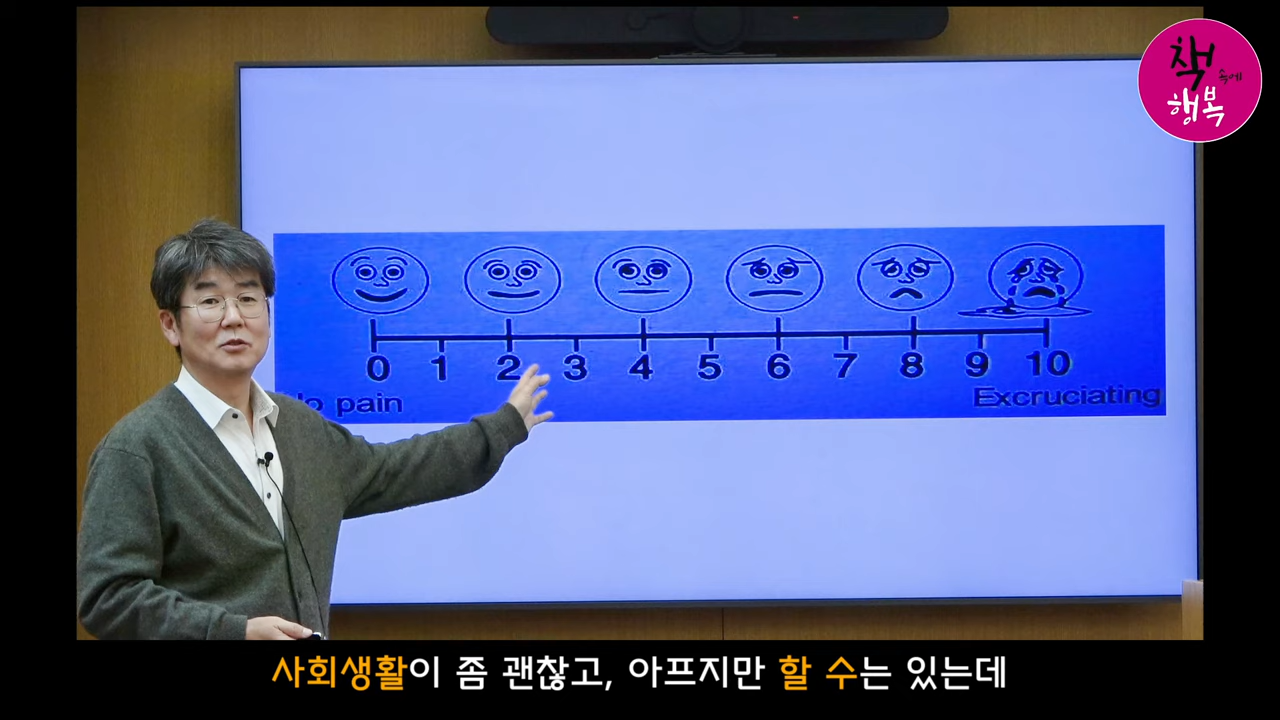 책
속에
행복
0 1 2 3 4 5 6 7 8 9 10
No pain
Excruciating
사회생활이 좀 괜찮고, 아프지만 할 수는 있는데